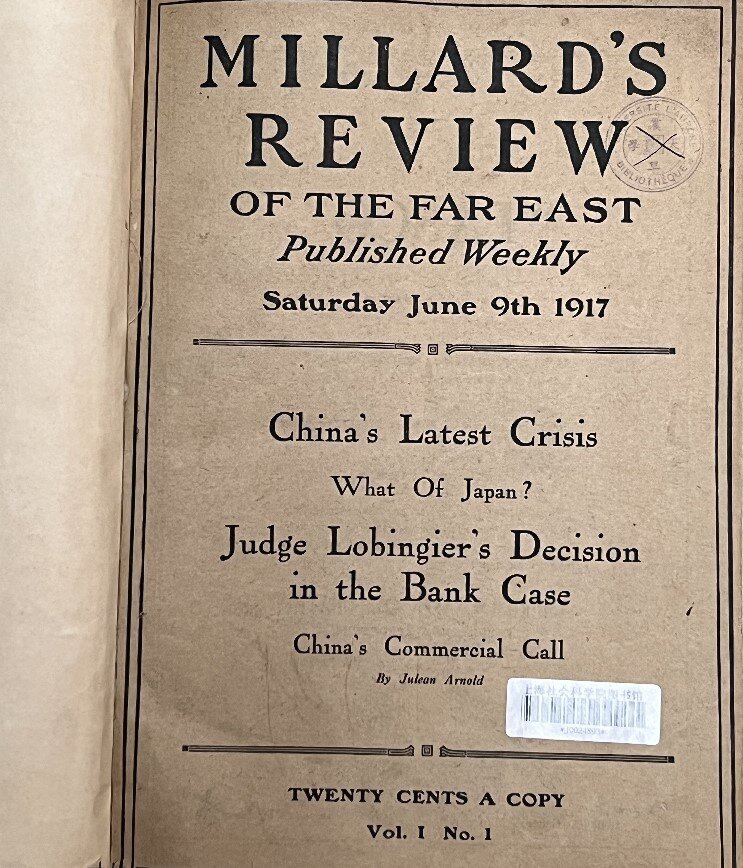 MILLARD'S
REVIEW
OF THE FAR EAST
Published Weekly
Saturday June 9th 1917
China's Latest Crisis
What Of Japan?
Judge Lobingier's Decision
in the Bank Case
China's Commercial Call
By Julean Arnold
TWENTY CENTS A COPY
Vol. I No. 1
BIBLIOTHEQUE